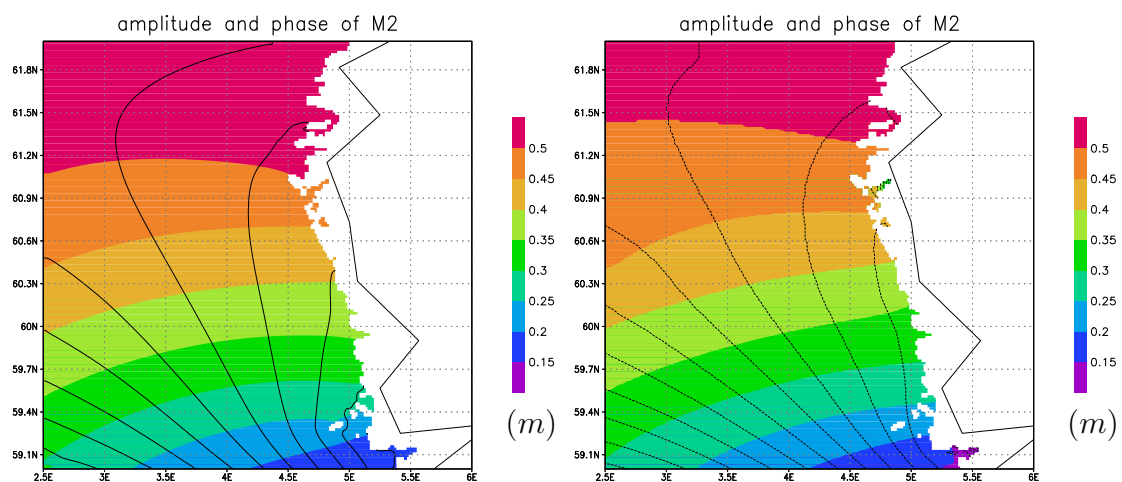 amplitude and phase of M2
61.8N
61.5N
61.2N
60.9N
60.6N
60.3N
60N
59.7N
59.4N
59.1N
2.5E 3E 3.5E 4E 4.5E 5E 5.5E 6E
0.5
0.45
0.4
0.35
0.3
0.25
0.2
0.15
(m)
amplitude and phase of M2
61.8N
61.5N
61.2N
60.9N
60.6N
60.3N
60N
59.7N
59.4N
59.1N
2.5E 3E 3.5E 4E 4.5E 5E 5.5E 6E
0.5
0.45
0.4
0.35
0.3
0.25
0.2
0.15
(m)